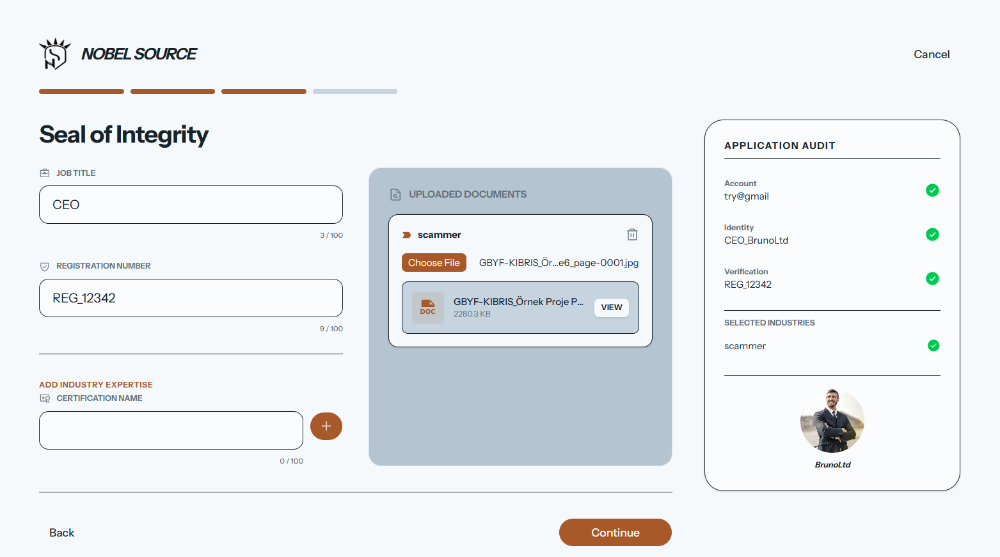 NOBEL SOURCE
Cancel
Seal of Integrity
JOB TITLE
CEO
3 / 100
REGISTRATION NUMBER
REG_12342
9 / 100
ADD INDUSTRY EXPERTISE
CERTIFICATION NAME
0 / 100
UPLOADED DOCUMENTS
scammer
Choose File GBYF-KIBRIS_Ör...e6_page-0001.jpg
DOC
GBYF-KIBRIS_Örnek Proje P...
2280.3 KB
VIEW
APPLICATION AUDIT
Account
try@gmail
Identity
CEO_BrunoLtd
Verification
REG_12342
SELECTED INDUSTRIES
scammer
BrunoLtd
Back
Continue